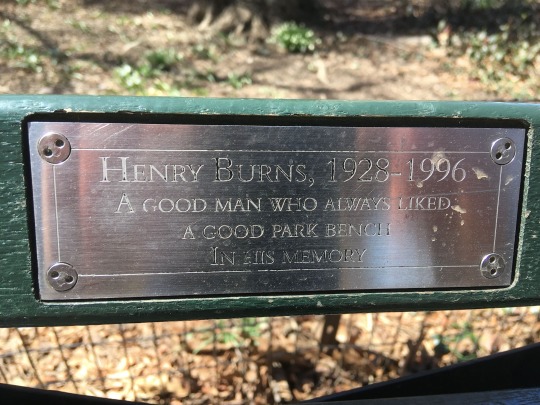 HENRY BURNS, 1928-1996
A GOOD MAN WHO ALWAYS LIKED
A GOOD PARK BENCH
IN HIS MEMORY